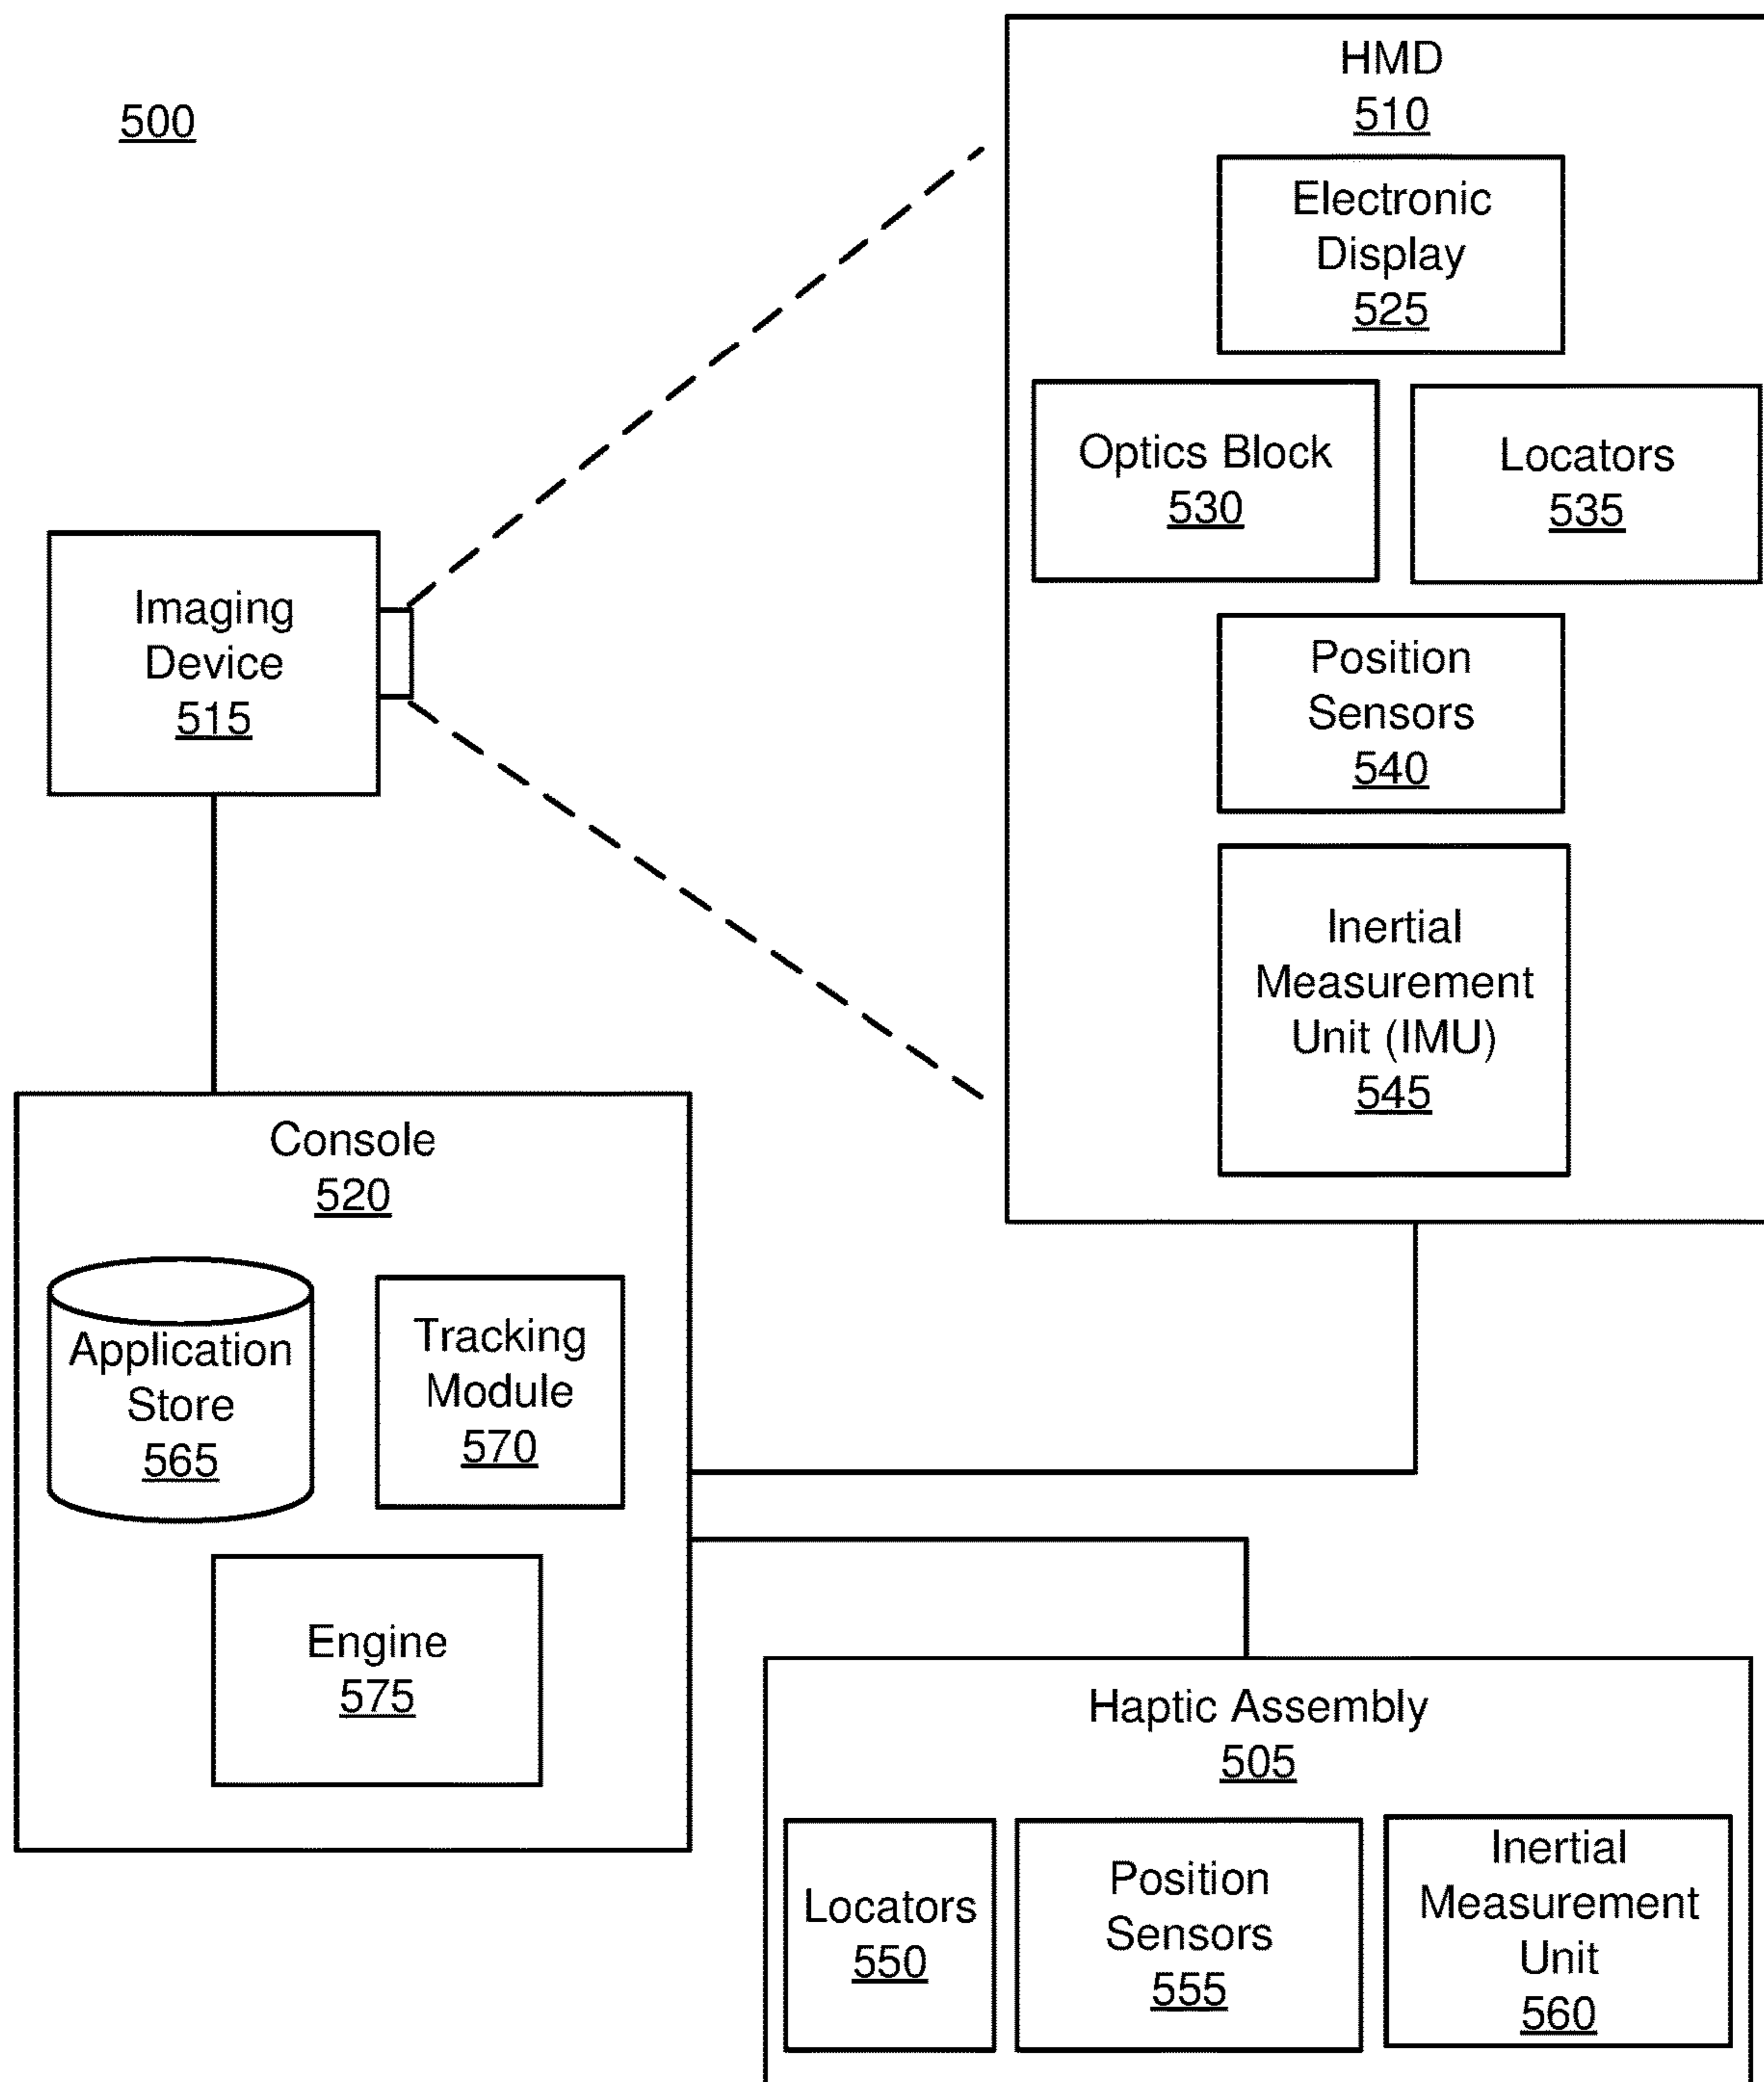 500
HMD
510
Electronic
Display
525
Optics Block
530
Locators
535
Position
Sensors
540
Inertial
Measurement
Unit (IMU)
545
Imaging
Device
515
Console
520
Application
Store
565
Tracking
Module
570
Engine
575
Haptic Assembly
505
Locators
550
Position
Sensors
555
Inertial
Measurement
Unit
560